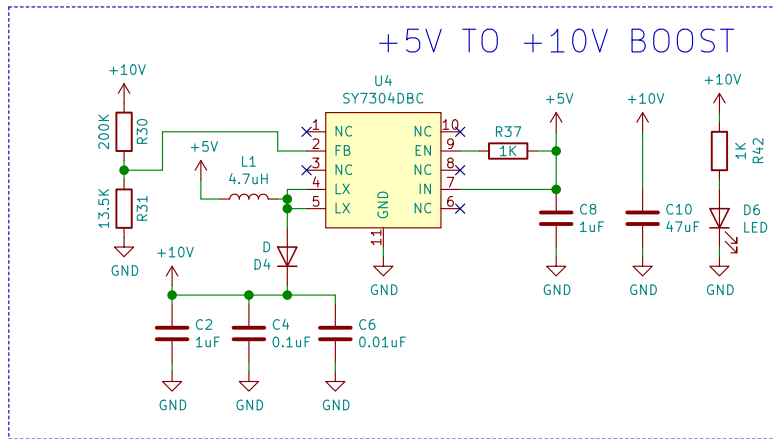 +5V TO +10V BOOST
+10V
200K
R30
13.5K
R31
GND
+5V
L1
4.7uH
U4
SY7304DBC
1
NC
2
FB
3
NC
4
LX
5
LX
GND
11
GND
NC
10
EN
9
NC
8
IN
7
NC
6
R37
1K
+5V
C8
1uF
GND
+10V
C10
47uF
GND
+10V
1K
R42
D6
LED
GND
D
D4
+10V
C2
1uF
GND
C4
0.1uF
GND
C6
0.01uF
GND